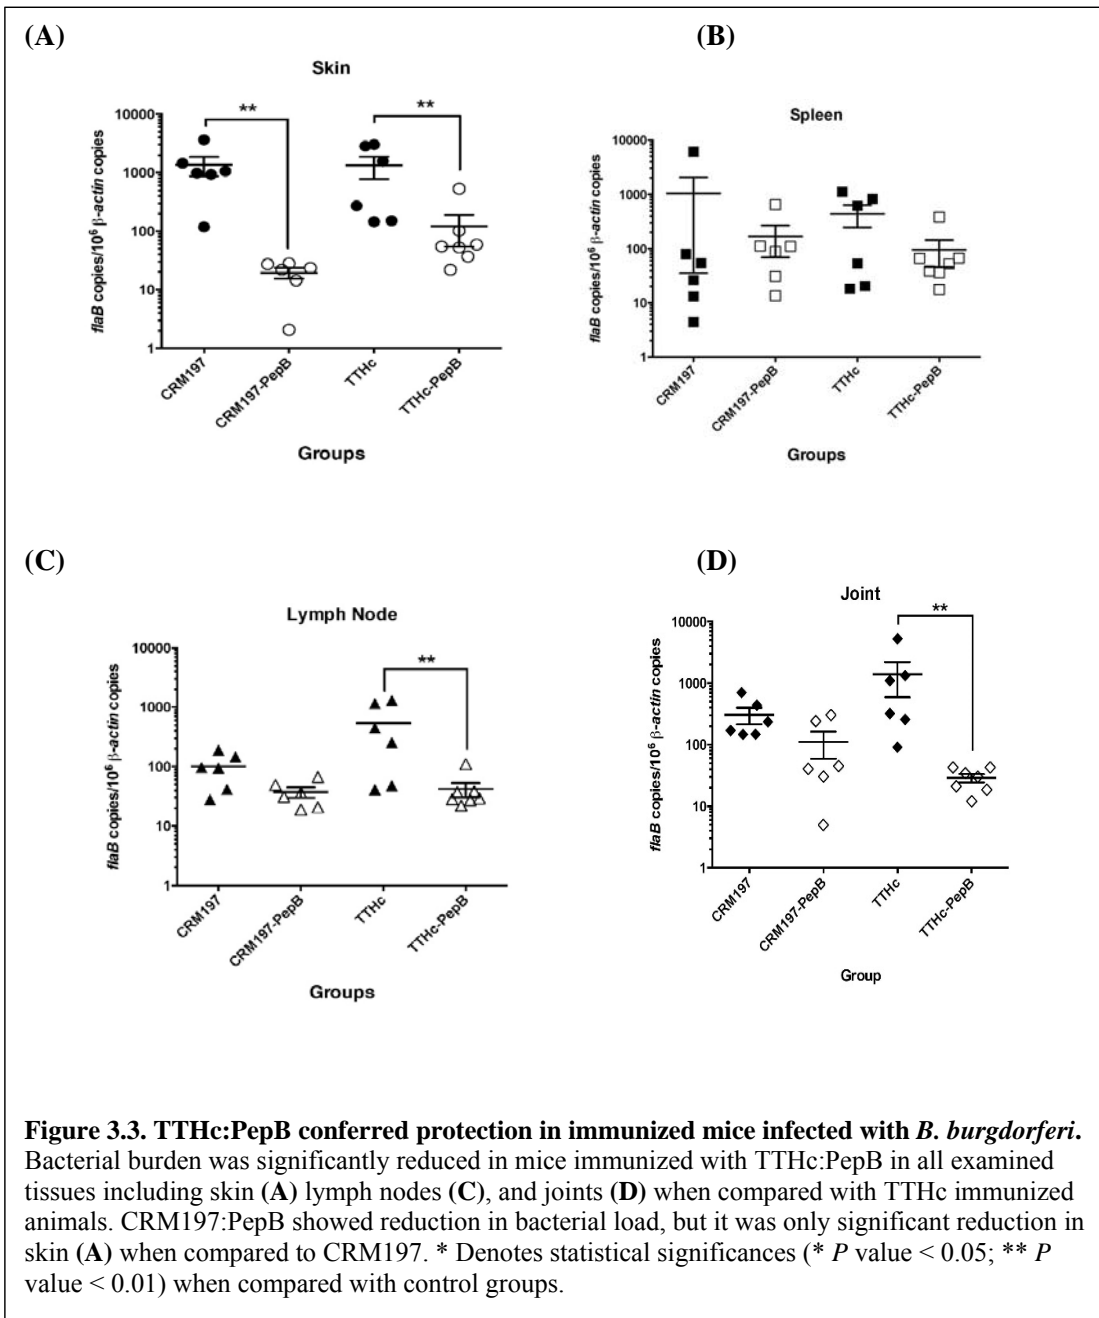 (A)
Skin
**
**
flaB copies/10⁶ β-actin copies
10000
1000
100
10
1
CRM197
CRM197-PepB
TTHc
TTHc-PepB
Groups
(B)
Spleen
flaB copies/10⁶ β-actin copies
10000
1000
100
10
1
CRM197
CRM197-PepB
TTHc
TTHc-PepB
Groups
(C)
Lymph Node
**
flaB copies/10⁶ β-actin copies
10000
1000
100
10
1
CRM197
CRM197-PepB
TTHc
TTHc-PepB
Groups
(D)
Joint
**
flaB copies/10⁶ β-actin copies
10000
1000
100
10
1
CRM197
CRM197-PepB
TTHc
TTHc-PepB
Group
Figure 3.3. TTHc:PepB conferred protection in immunized mice infected with B. burgdorferi.
Bacterial burden was significantly reduced in mice immunized with TTHc:PepB in all examined
tissues including skin (A) lymph nodes (C), and joints (D) when compared with TTHc immunized
animals. CRM197:PepB showed reduction in bacterial load, but it was only significant reduction in
skin (A) when compared to CRM197. * Denotes statistical significances (* P value < 0.05; ** P
value < 0.01) when compared with control groups.